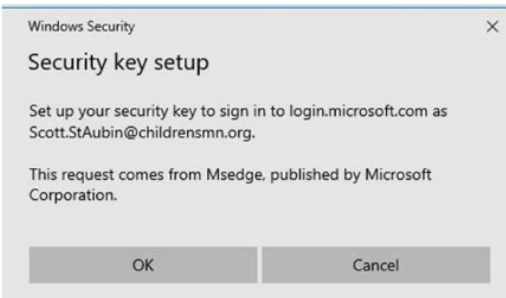 Windows Security
Security key setup
Set up your security key to sign in to login.microsoft.com as
Scott.StAubin@childrensmn.org.
This request comes from Msedge, published by Microsoft
Corporation.
OK
Cancel